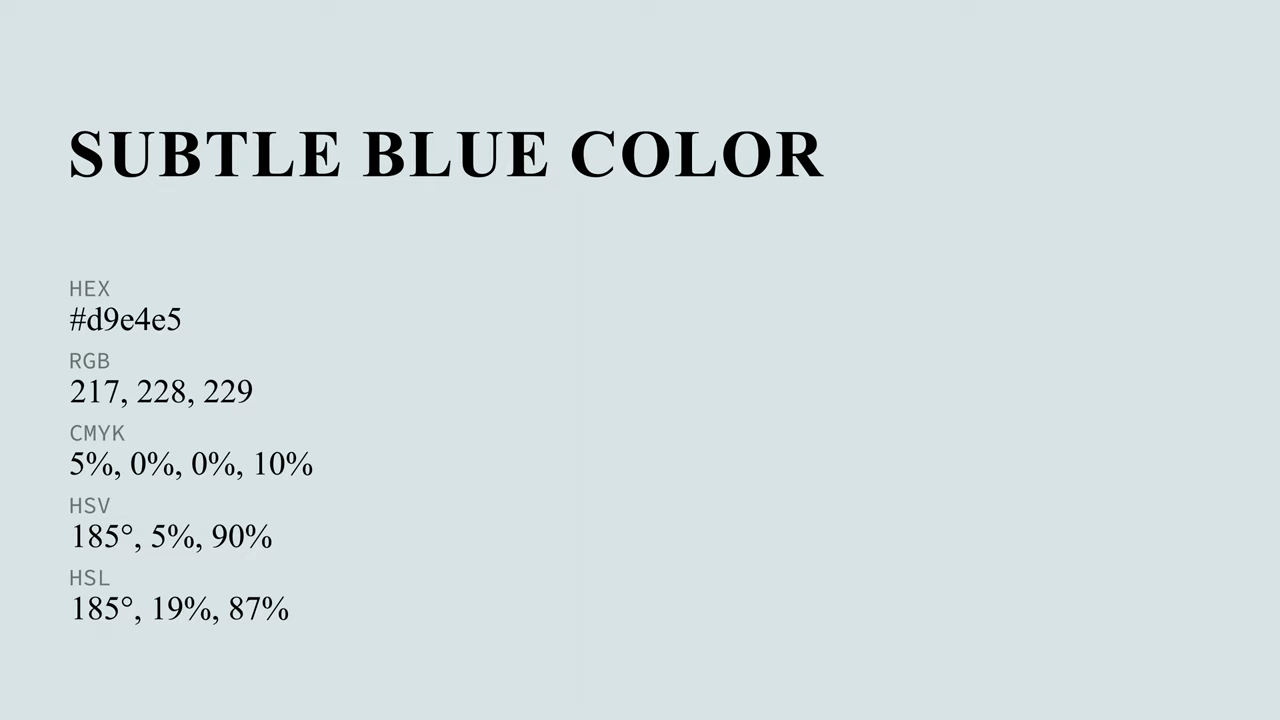 SUBTLE BLUE COLOR
HEX
#d9e4e5
RGB
217, 228, 229
CMYK
5%, 0%, 0%, 10%
HSV
185°, 5%, 90%
HSL
185°, 19%, 87%